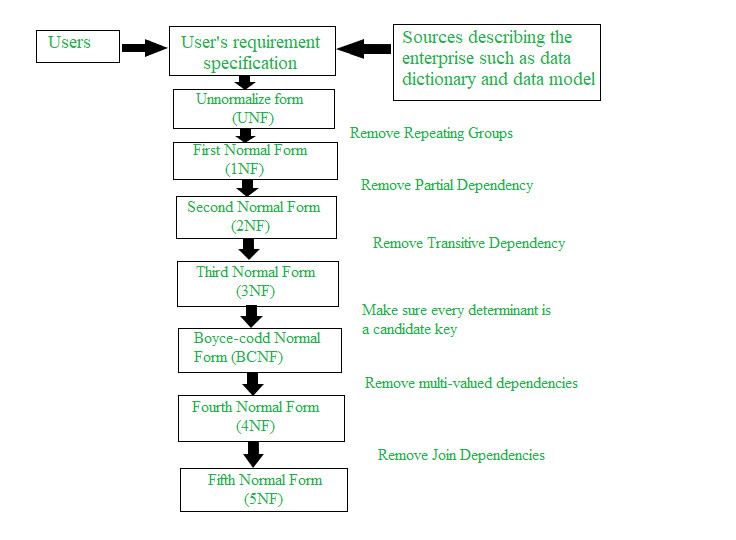 Users
User's requirement
specification
Sources describing the
enterprise such as data
dictionary and data model
Unnormalize form
(UNF)
Remove Repeating Groups
First Normal Form
(1NF)
Remove Partial Dependency
Second Normal Form
(2NF)
Remove Transitive Dependency
Third Normal Form
(3NF)
Make sure every determinant is
a candidate key
Boyce-codd Normal
Form (BCNF)
Remove multi-valued dependencies
Fourth Normal Form
(4NF)
Remove Join Dependencies
Fifth Normal Form
(5NF)